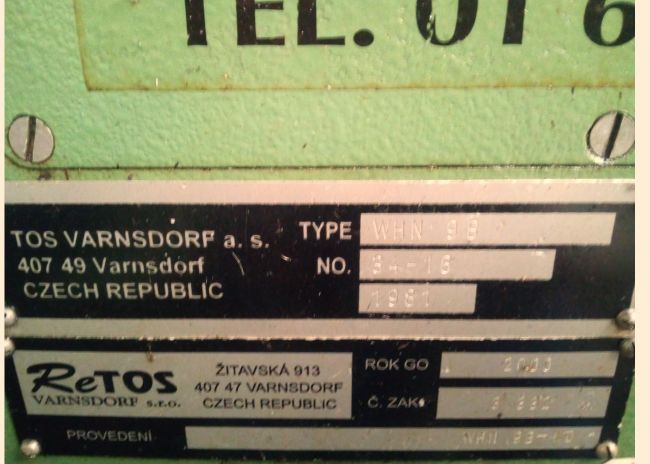 TEL. 01 6
TOS VARNSDORF a. s.
407 49 Varnsdorf
CZECH REPUBLIC
TYPE WHN 9B
NO.
1981
ReTOS
VARNSDORF s.r.o.
ŽITAVSKÁ 913
407 47 VARNSDORF
CZECH REPUBLIC
ROK GO 2000
Č. ZAK.
PROVEDENÍ